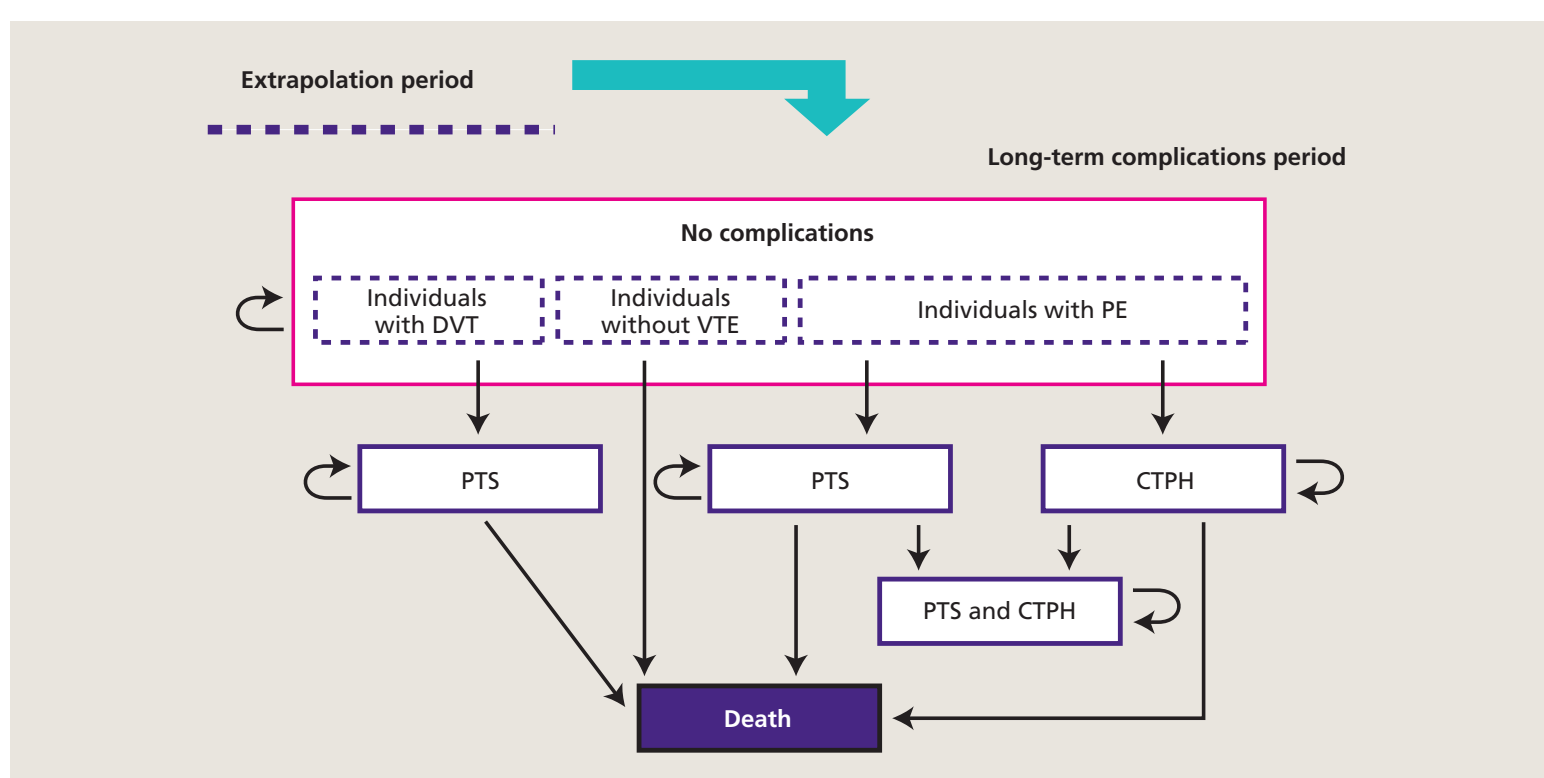 Extrapolation period
Long-term complications period
No complications
Individuals
with DVT
Individuals
without VTE
Individuals with PE
PTS
PTS
CTPH
PTS and CTPH
Death